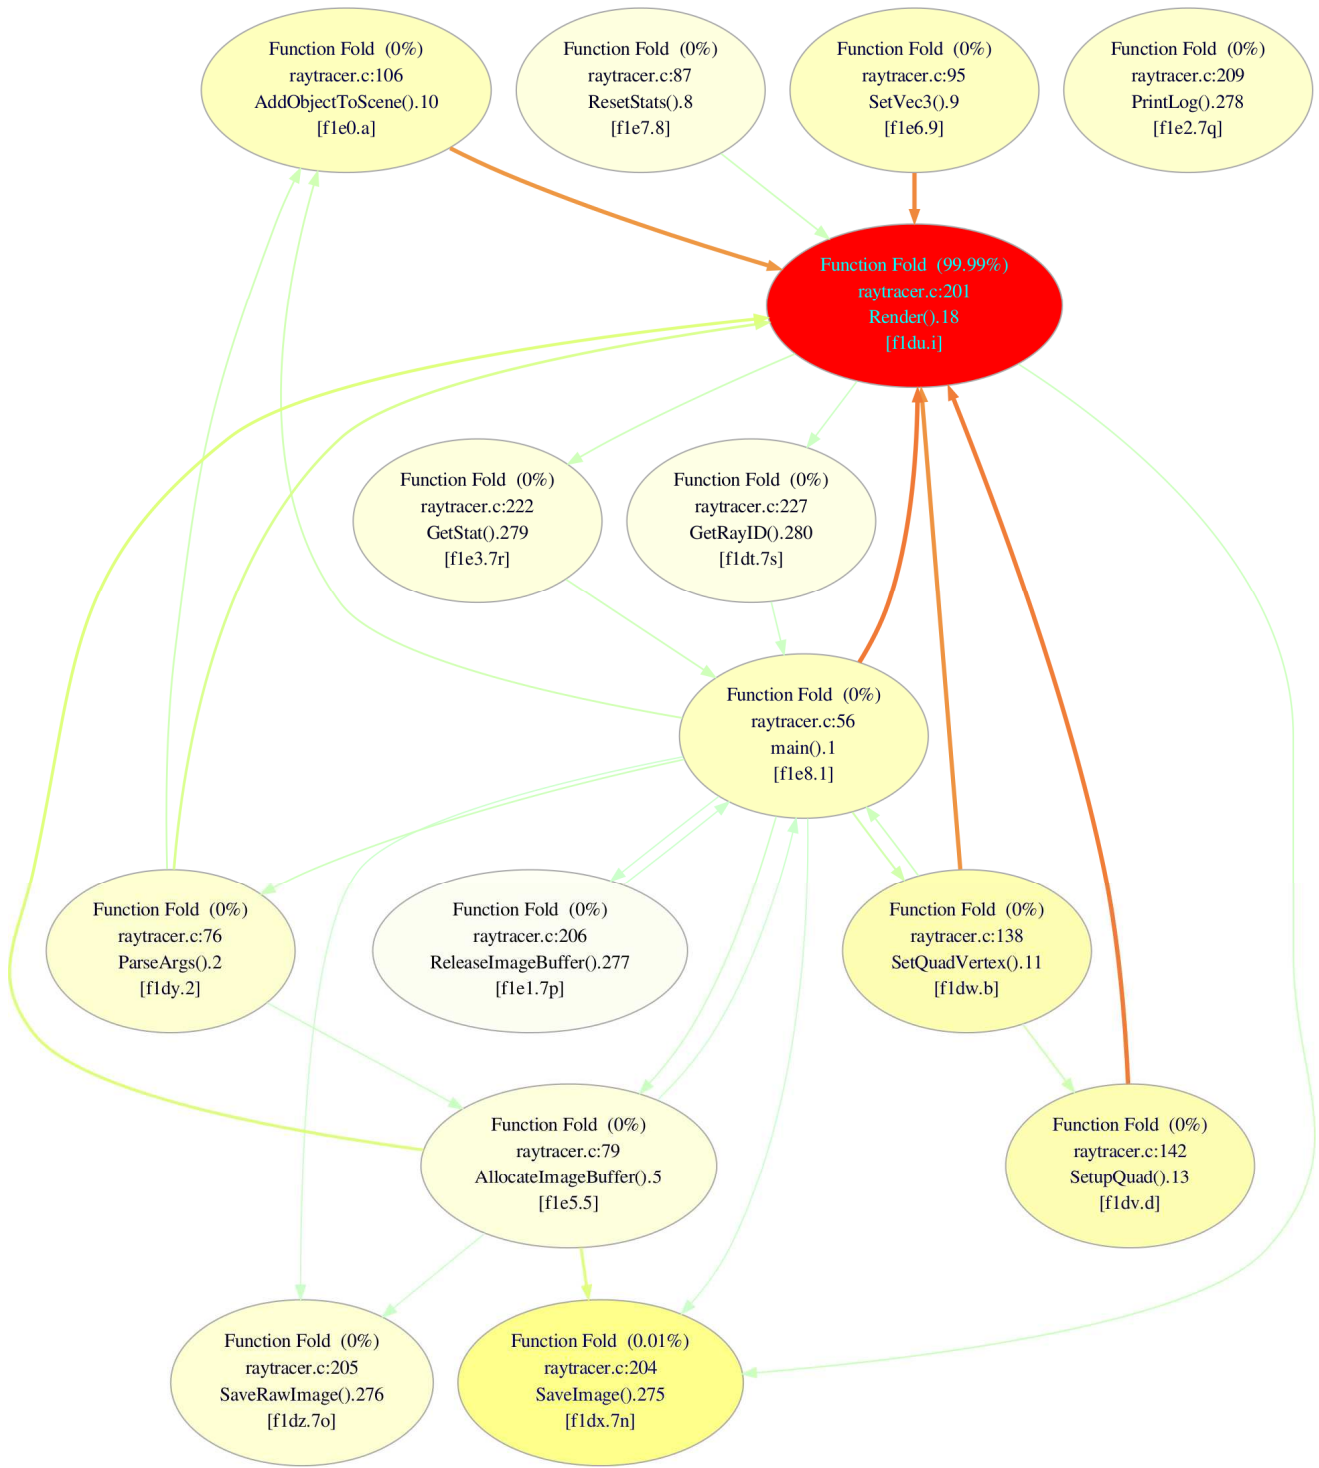 Function Fold (0%)
raytracer.c:106
AddObjectToScene().10
[f1e0.a]
Function Fold (0%)
raytracer.c:87
ResetStats().8
[f1e7.8]
Function Fold (0%)
raytracer.c:95
SetVec3().9
[f1e6.9]
Function Fold (0%)
raytracer.c:209
PrintLog().278
[f1e2.7q]
Function Fold (99.99%)
raytracer.c:201
Render().18
[f1du.i]
Function Fold (0%)
raytracer.c:222
GetStat().279
[f1e3.7r]
Function Fold (0%)
raytracer.c:227
GetRayID().280
[f1dt.7s]
Function Fold (0%)
raytracer.c:56
main().1
[f1e8.1]
Function Fold (0%)
raytracer.c:76
ParseArgs().2
[f1dy.2]
Function Fold (0%)
raytracer.c:206
ReleaseImageBuffer().277
[f1e1.7p]
Function Fold (0%)
raytracer.c:138
SetQuadVertex().11
[f1dw.b]
Function Fold (0%)
raytracer.c:79
AllocateImageBuffer().5
[f1e5.5]
Function Fold (0%)
raytracer.c:142
SetupQuad().13
[f1dv.d]
Function Fold (0%)
raytracer.c:205
SaveRawImage().276
[f1dz.7o]
Function Fold (0.01%)
raytracer.c:204
SaveImage().275
[f1dx.7n]